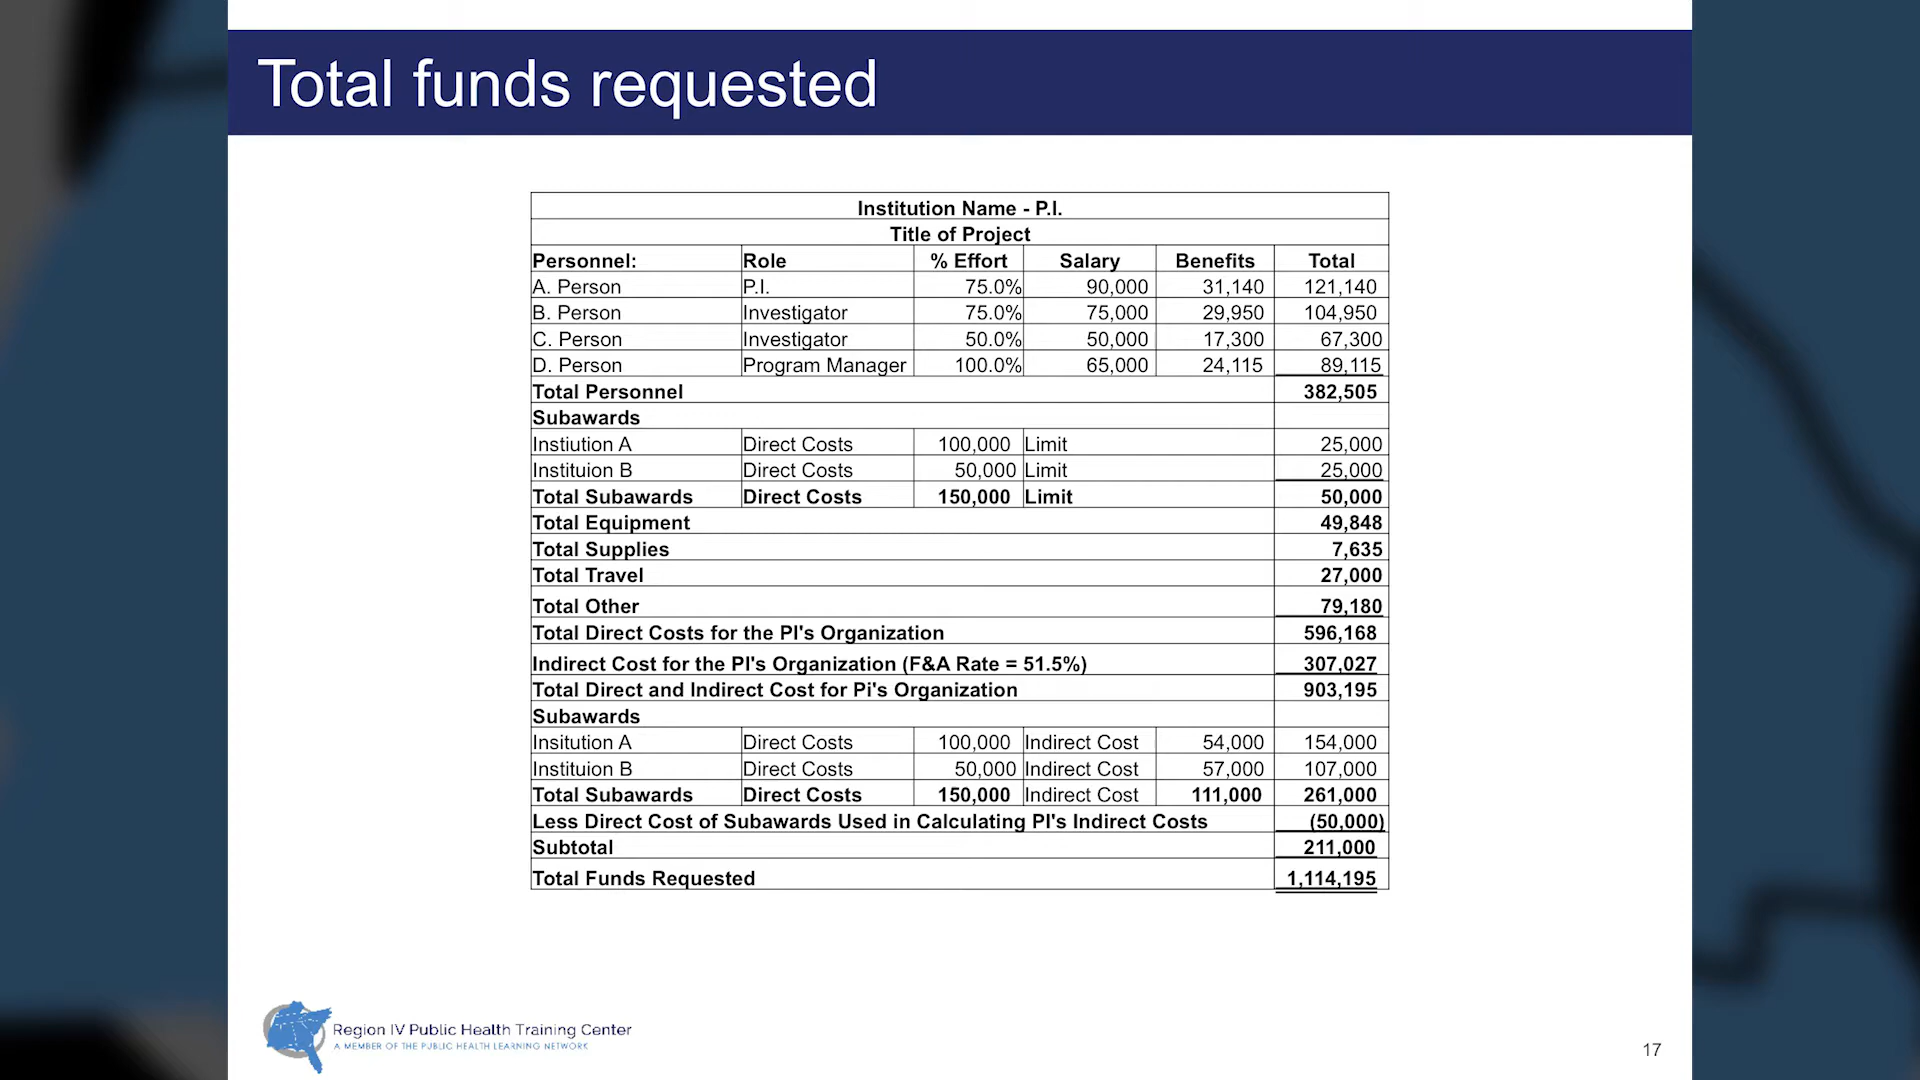 Total funds requested
Institution Name - P.I.
Title of Project
Personnel: Role % Effort Salary Benefits Total
A. Person P.I. 75.0% 90,000 31,140 121,140
B. Person Investigator 75.0% 75,000 29,950 104,950
C. Person Investigator 50.0% 50,000 17,300 67,300
D. Person Program Manager 100.0% 65,000 24,115 89,115
Total Personnel 382,505
Subawards
Instiution A Direct Costs 100,000 Limit 25,000
Instituion B Direct Costs 50,000 Limit 25,000
Total Subawards Direct Costs 150,000 Limit 50,000
Total Equipment 49,848
Total Supplies 7,635
Total Travel 27,000
Total Other 79,180
Total Direct Costs for the PI's Organization 596,168
Indirect Cost for the PI's Organization (F&A Rate = 51.5%) 307,027
Total Direct and Indirect Cost for Pi's Organization 903,195
Subawards
Insitution A Direct Costs 100,000 Indirect Cost 54,000 154,000
Instituion B Direct Costs 50,000 Indirect Cost 57,000 107,000
Total Subawards Direct Costs 150,000 Indirect Cost 111,000 261,000
Less Direct Cost of Subawards Used in Calculating PI's Indirect Costs (50,000)
Subtotal 211,000
Total Funds Requested 1,114,195
Region IV Public Health Training Center
A MEMBER OF THE PUBLIC HEALTH LEARNING NETWORK
17